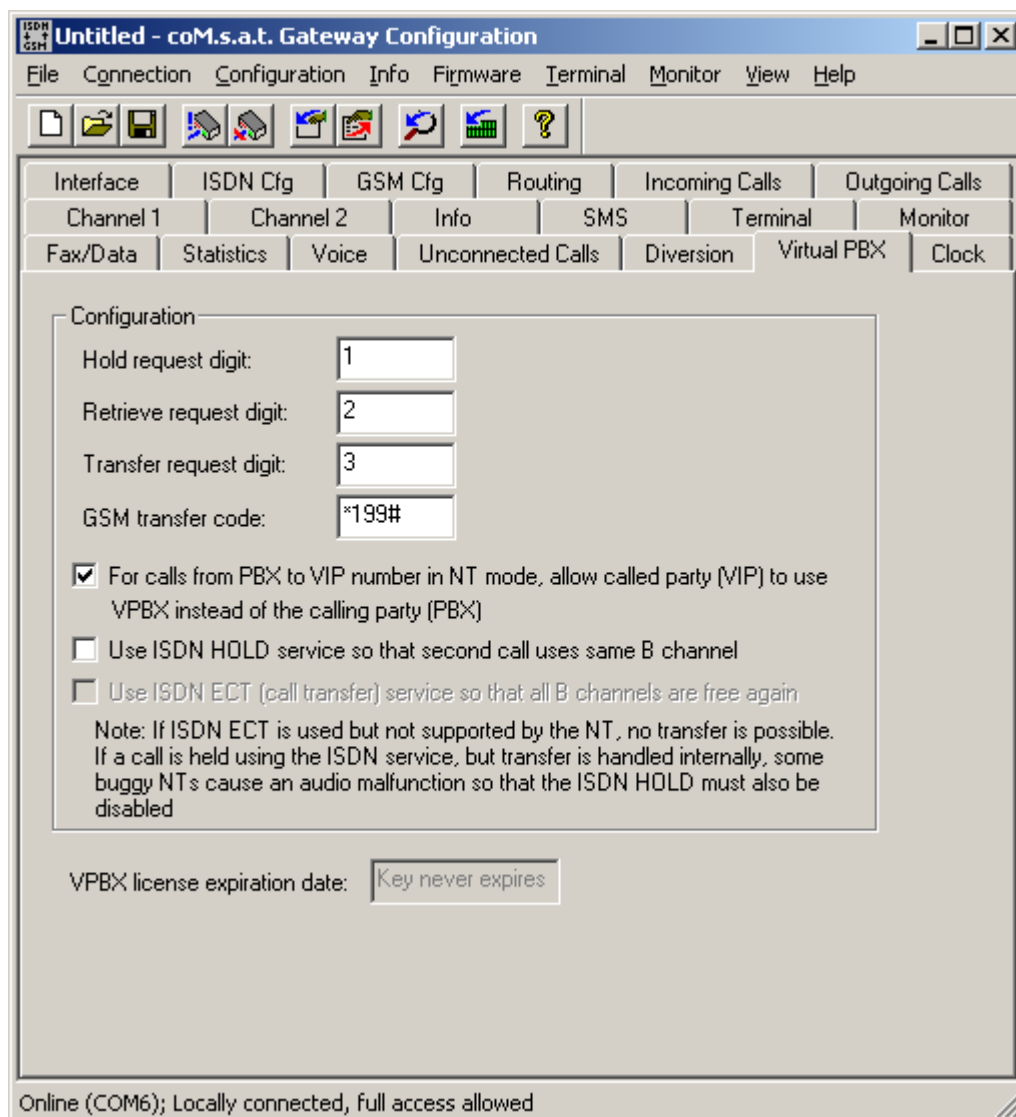 ISDN GSM
Untitled - coM.s.a.t. Gateway Configuration
File Connection Configuration Info Firmware Terminal Monitor View Help
Interface ISDN Cfg GSM Cfg Routing Incoming Calls Outgoing Calls
Channel 1 Channel 2 Info SMS Terminal Monitor
Fax/Data Statistics Voice Unconnected Calls Diversion Virtual PBX Clock
Configuration
Hold request digit: 1
Retrieve request digit: 2
Transfer request digit: 3
GSM transfer code: *199#
For calls from PBX to VIP number in NT mode, allow called party (VIP) to use
VPBX instead of the calling party (PBX)
Use ISDN HOLD service so that second call uses same B channel
Use ISDN ECT (call transfer) service so that all B channels are free again
Note: If ISDN ECT is used but not supported by the NT, no transfer is possible.
If a call is held using the ISDN service, but transfer is handled internally, some
buggy NTs cause an audio malfunction so that the ISDN HOLD must also be
disabled
VPBX license expiration date: Key never expires
Online (COM6); Locally connected, full access allowed